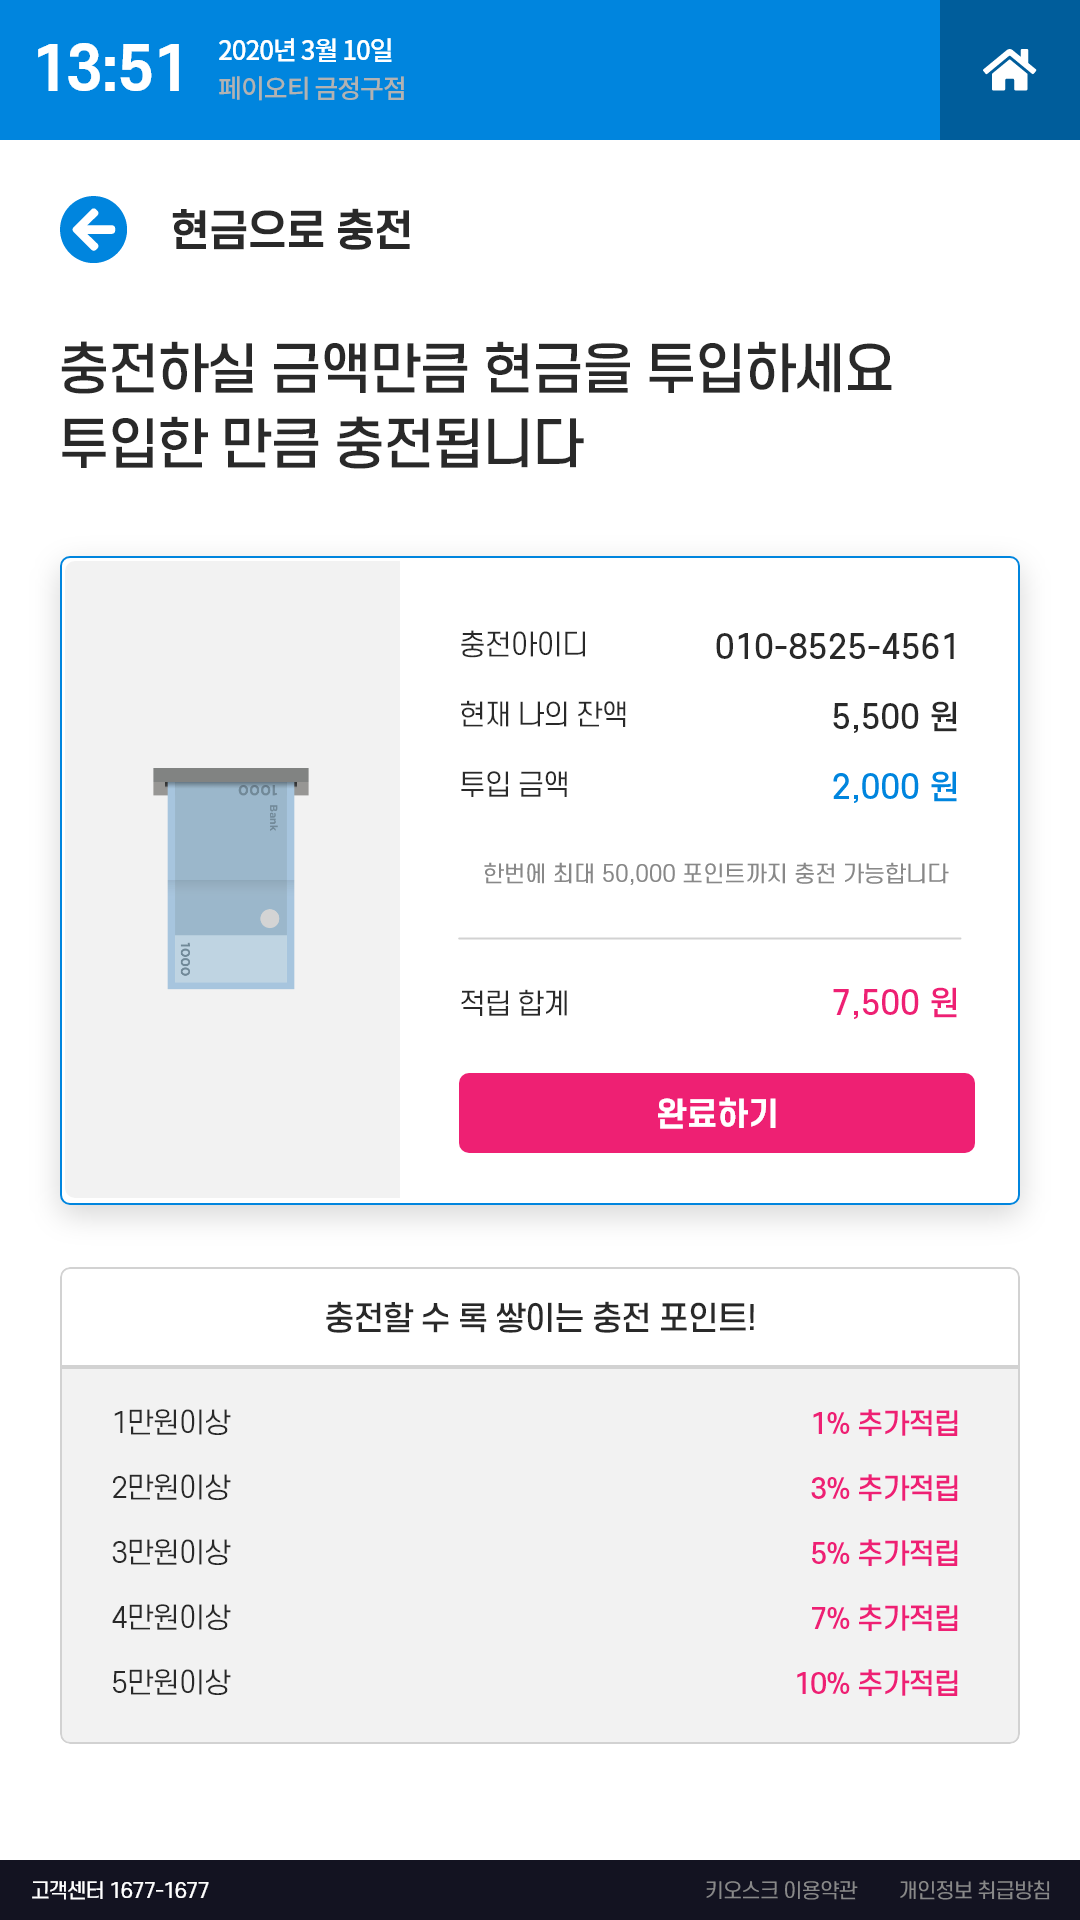 13:51
2020년 3월 10일
페이오티 금정구점
현금으로 충전
충전하실 금액만큼 현금을 투입하세요
투입한 만큼 충전됩니다
1000
Bank
1000
충전아이디 010-8525-4561
현재 나의 잔액 5,500 원
투입 금액 2,000 원
한번에 최대 50,000 포인트까지 충전 가능합니다
적립 합계 7,500 원
완료하기
충전할 수 록 쌓이는 충전 포인트!
1만원이상 1% 추가적립
2만원이상 3% 추가적립
3만원이상 5% 추가적립
4만원이상 7% 추가적립
5만원이상 10% 추가적립
고객센터 1677-1677
키오스크 이용약관 개인정보 취급방침